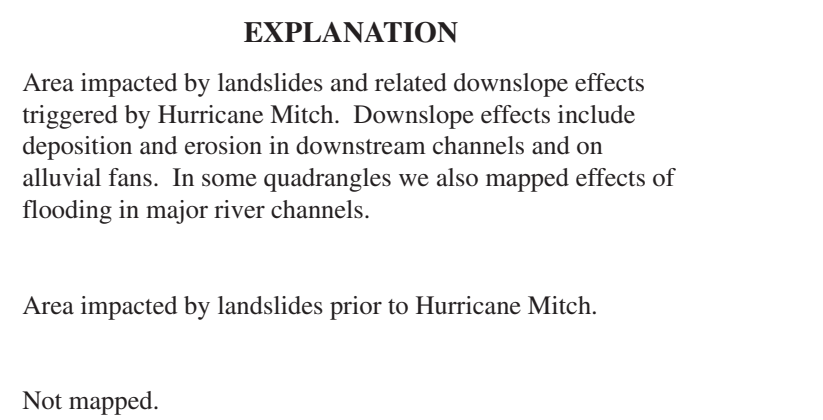 EXPLANATION
Area impacted by landslides and related downslope effects
triggered by Hurricane Mitch.  Downslope effects include
deposition and erosion in downstream channels and on
alluvial fans.  In some quadrangles we also mapped effects of
flooding in major river channels.
Area impacted by landslides prior to Hurricane Mitch.
Not mapped.